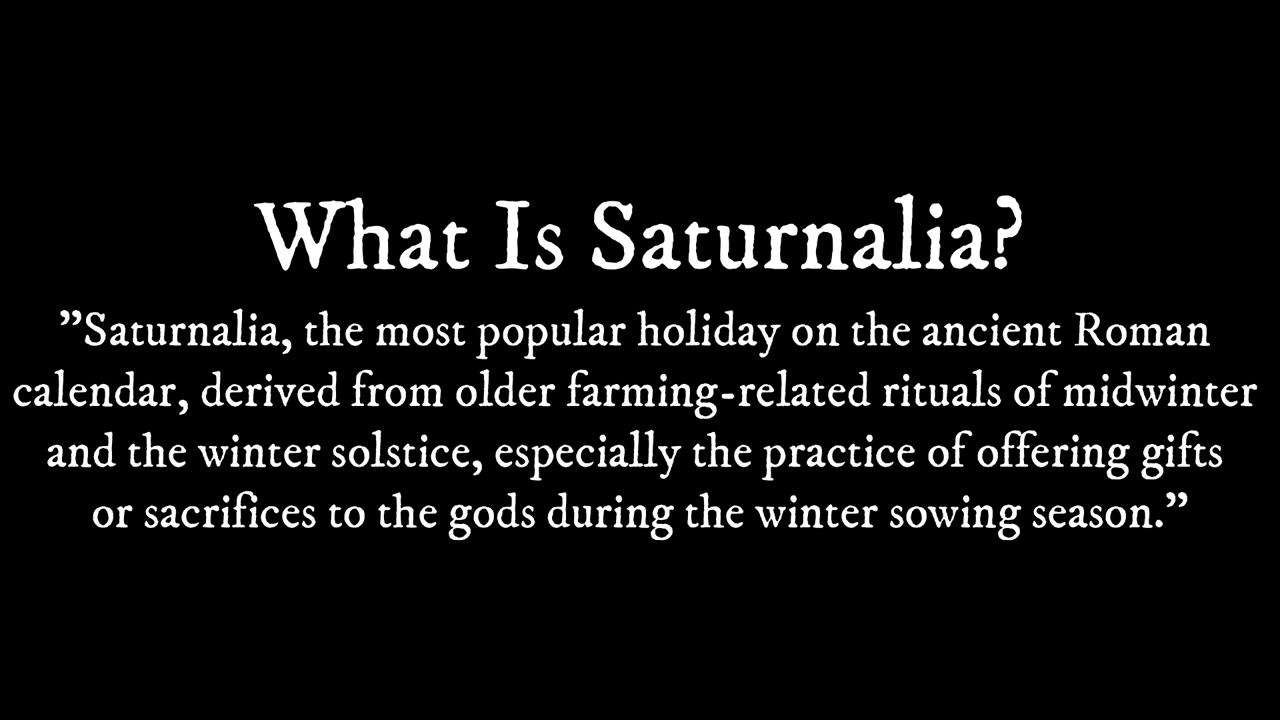 What Is Saturnalia?
”Saturnalia, the most popular holiday on the ancient Roman
calendar, derived from older farming-related rituals of midwinter
and the winter solstice, especially the practice of offering gifts
or sacrifices to the gods during the winter sowing season.”